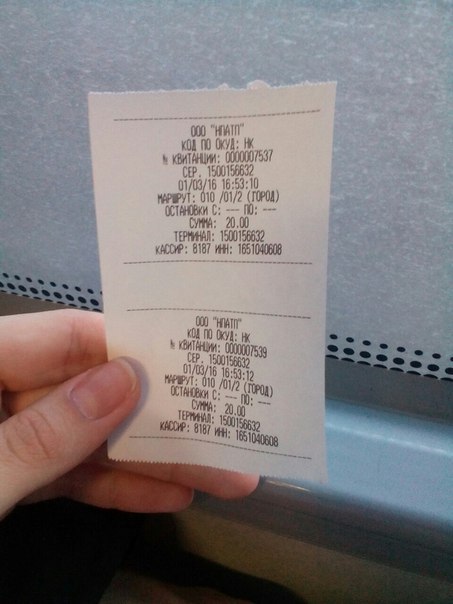 ООО "НПАТП"
КОД ПО ОКУД: НК
№ КВИТАНЦИИ: 0000007537
СЕР. 1500156632
01/03/16 16:53:10
МАРШРУТ: 010 /01/2 (ГОРОД)
ОСТАНОВКИ С: --- ПО: ---
СУММА: 20.00
ТЕРМИНАЛ: 1500156632
КАССИР: 8187 ИНН: 1651040608
ООО "НПАТП"
КОД ПО ОКУД: НК
№ КВИТАНЦИИ: 0000007539
СЕР. 1500156632
01/03/16 16:53:12
МАРШРУТ: 010 /01/2 (ГОРОД)
ОСТАНОВКИ С: --- ПО: ---
СУММА: 20.00
ТЕРМИНАЛ: 1500156632
КАССИР: 8187 ИНН: 1651040608